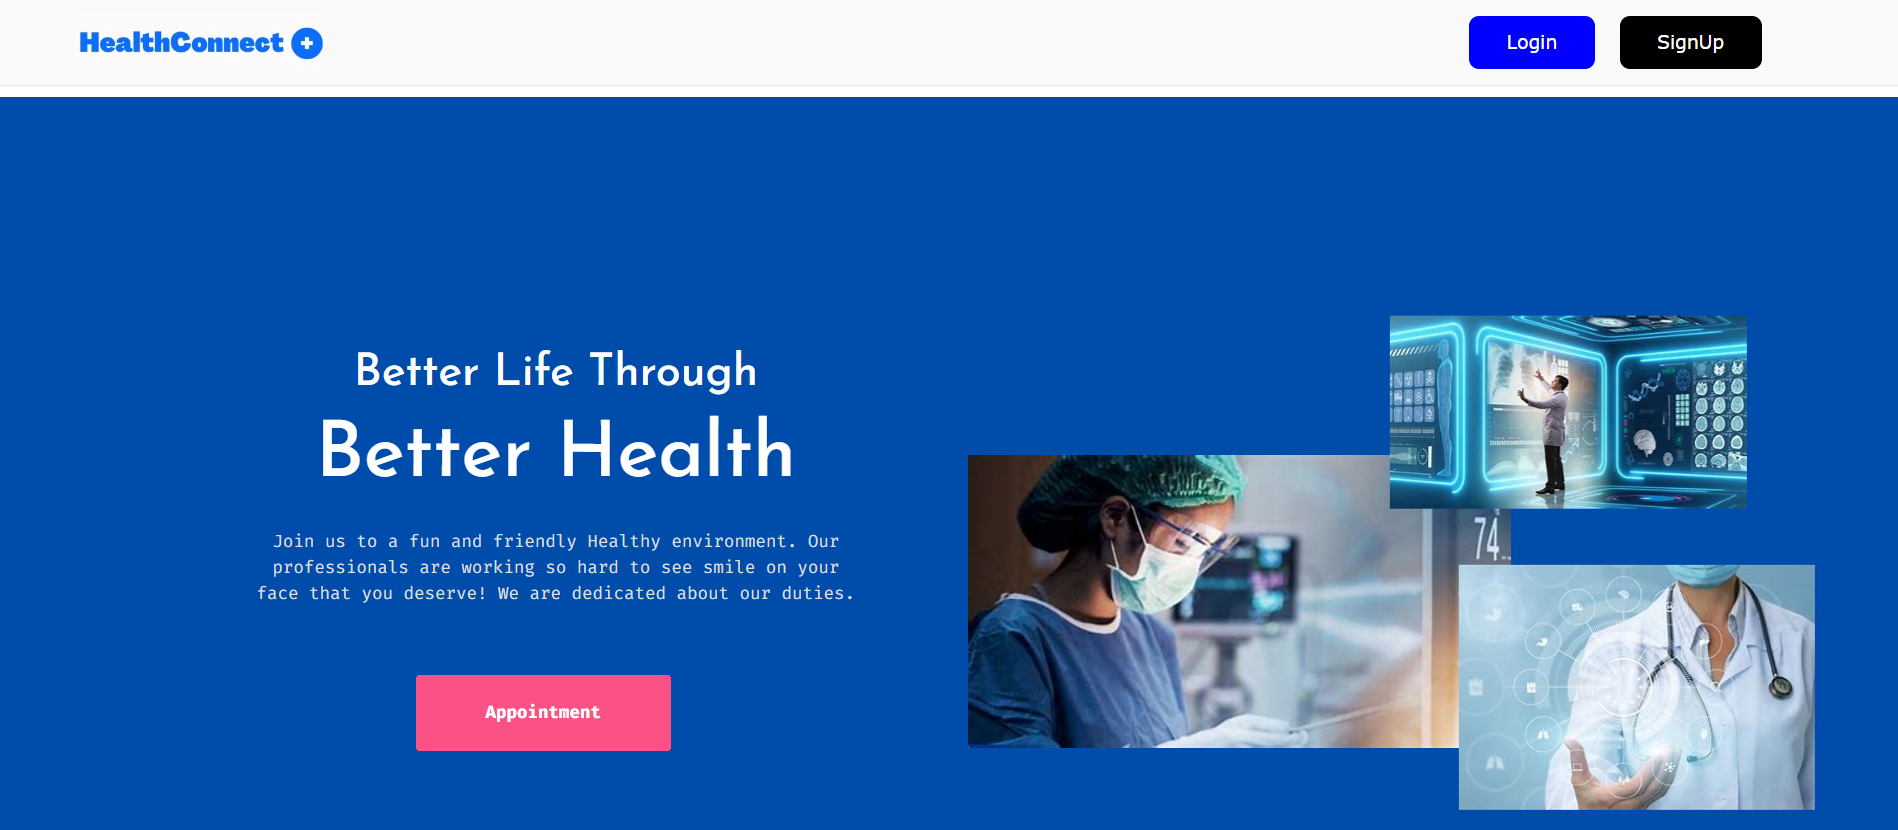 HealthConnect
Login
SignUp
Better Life Through
Better Health
Join us to a fun and friendly Healthy environment. Our
professionals are working so hard to see smile on your
face that you deserve! We are dedicated about our duties.
Appointment
74